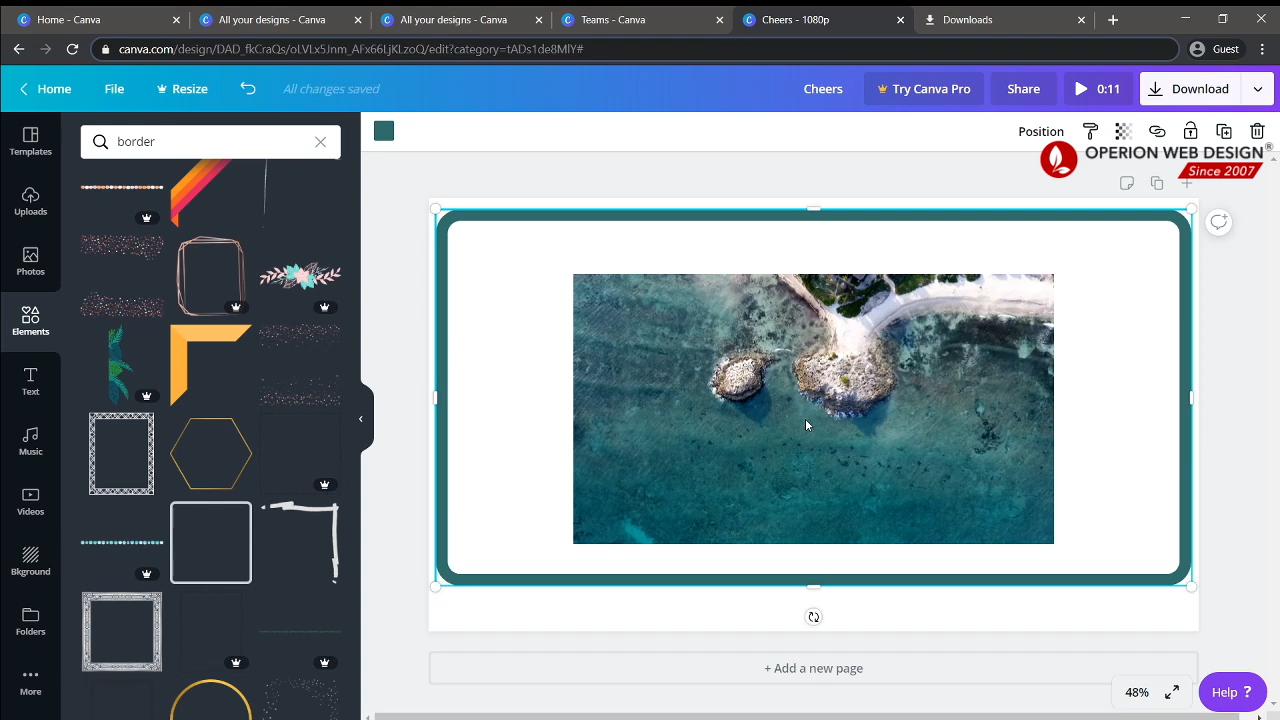 Home - Canva
All your designs - Canva
All your designs - Canva
Teams - Canva
Cheers - 1080p
Downloads
canva.com/design/DAD_fkCraQs/oLVLx5Jnm_AFx66LjKLzoQ/edit?category=tADs1de8MlY#
Guest
Home
File
Resize
All changes saved
Cheers
Try Canva Pro
Share
0:11
Download
Templates
border
Position
OPERION WEB DESIGN®
Since 2007
Uploads
Photos
Elements
Text
Music
Videos
Bkground
Folders
More
+ Add a new page
48%
Help ?